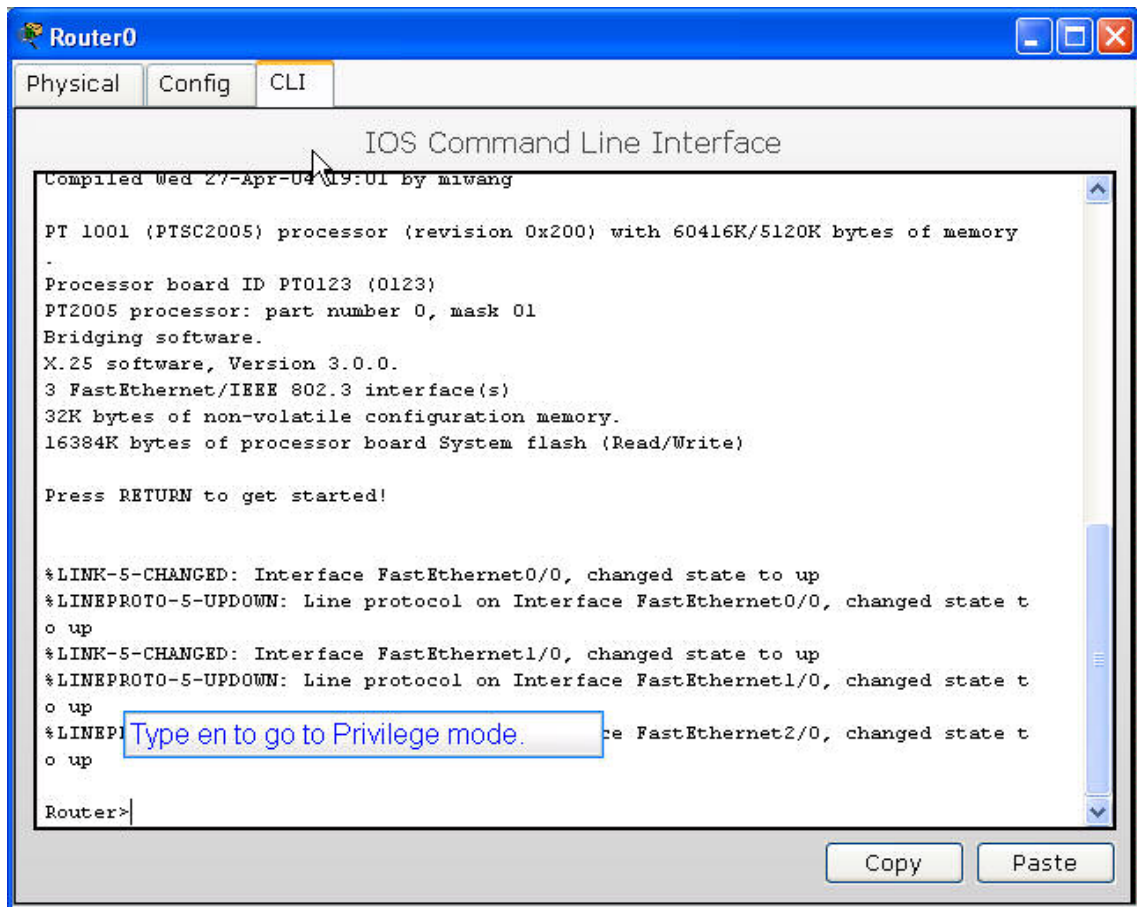 Router0
Physical Config CLI
IOS Command Line Interface
Compiled Wed 27-Apr-04 19:01 by miwang
PT 1001 (PTSC2005) processor (revision 0x200) with 60416K/5120K bytes of memory
.
Processor board ID PT0123 (0123)
PT2005 processor: part number 0, mask 01
Bridging software.
X.25 software, Version 3.0.0.
3 FastEthernet/IEEE 802.3 interface(s)
32K bytes of non-volatile configuration memory.
16384K bytes of processor board System flash (Read/Write)
Press RETURN to get started!
%LINK-5-CHANGED: Interface FastEthernet0/0, changed state to up
%LINEPROTO-5-UPDOWN: Line protocol on Interface FastEthernet0/0, changed state t
o up
%LINK-5-CHANGED: Interface FastEthernet1/0, changed state to up
%LINEPROTO-5-UPDOWN: Line protocol on Interface FastEthernet1/0, changed state t
o up
%LINEP Type en to go to Privilege mode. ce FastEthernet2/0, changed state t
o up
Router>
Copy Paste